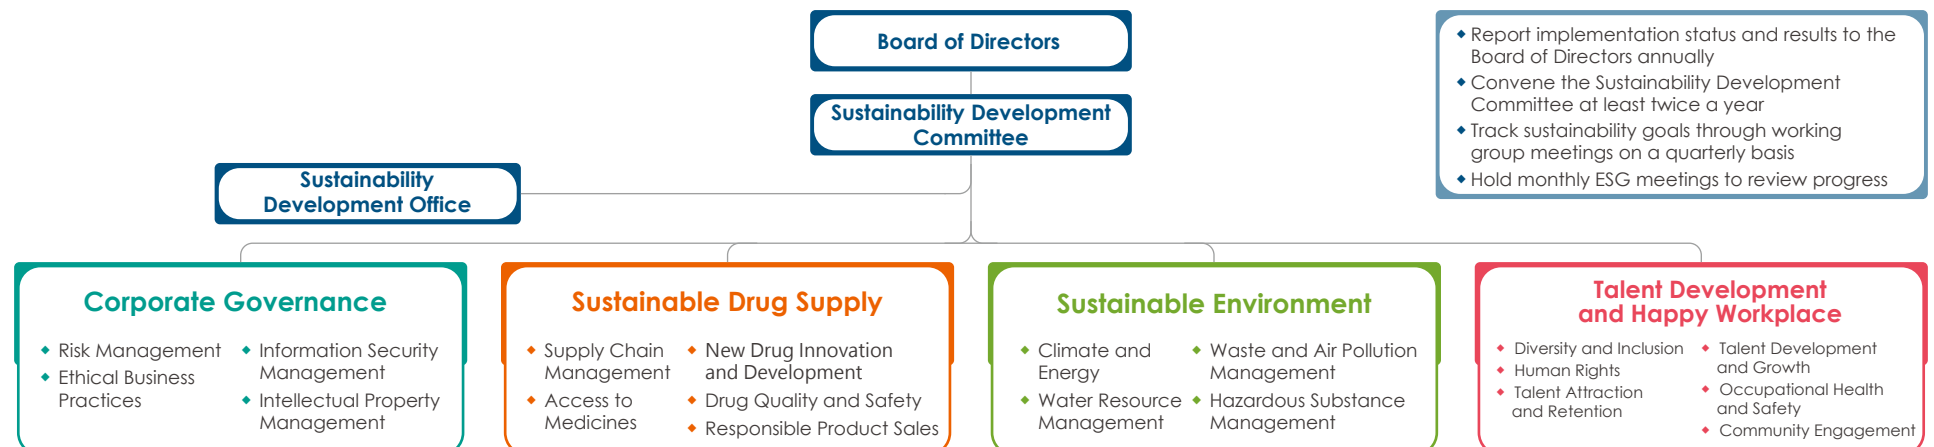 Board of Directors
Sustainability Development
Committee
Sustainability
Development Office
◆ Report implementation status and results to the
Board of Directors annually
◆ Convene the Sustainability Development
Committee at least twice a year
◆ Track sustainability goals through working
group meetings on a quarterly basis
◆ Hold monthly ESG meetings to review progress
Corporate Governance
◆ Risk Management
◆ Ethical Business
Practices
◆ Information Security
Management
◆ Intellectual Property
Management
Sustainable Drug Supply
◆ Supply Chain
Management
◆ Access to
Medicines
◆ New Drug Innovation
and Development
◆ Drug Quality and Safety
◆ Responsible Product Sales
Sustainable Environment
◆ Climate and
Energy
◆ Water Resource
Management
◆ Waste and Air Pollution
Management
◆ Hazardous Substance
Management
Talent Development
and Happy Workplace
◆ Diversity and Inclusion
◆ Human Rights
◆ Talent Attraction
and Retention
◆ Talent Development
and Growth
◆ Occupational Health
and Safety
◆ Community Engagement